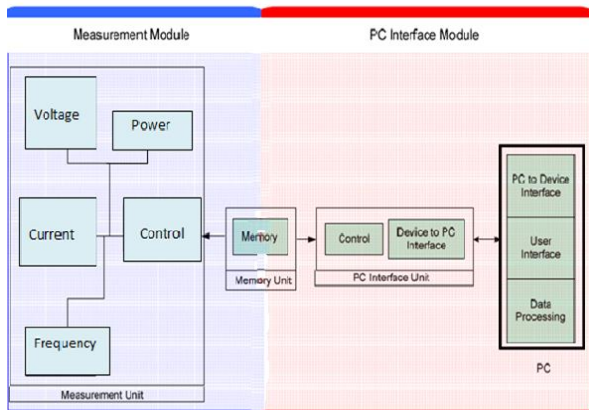 Measurement Module
PC Interface Module
Voltage
Power
Current
Control
Frequency
Measurement Unit
Memory
Memory Unit
Control
Device to PC
Interface
PC Interface Unit
PC to Device
Interface
User
Interface
Data
Processing
PC